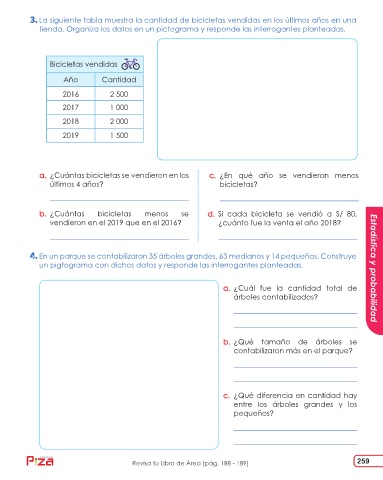 3. La siguiente tabla muestra la cantidad de bicicletas vendidas en los últimos años en una
tienda. Organiza los datos en un pictograma y responde las interrogantes planteadas.
Bicicletas vendidas
Año Cantidad
2016 2 500
2017 1 000
2018 2 000
2019 1 500
a. ¿Cuántas bicicletas se vendieron en los
últimos 4 años?
b. ¿Cuántas bicicletas menos se
vendieron en el 2019 que en el 2016?
c. ¿En qué año se vendieron menos
bicicletas?
d. Si cada bicicleta se vendió a S/ 80,
¿cuánto fue la venta el año 2018?
4. En un parque se contabilizaron 35 árboles grandes, 63 medianos y 14 pequeños. Construye
un pigtograma con dichos datos y responde las interrogantes planteadas.
a. ¿Cuál fue la cantidad total de
árboles contabilizados?
b. ¿Qué tamaño de árboles se
contabilizaron más en el parque?
c. ¿Qué diferencia en cantidad hay
entre los árboles grandes y los
pequeños?
Estadística y probabilidad
Revisa tu Libro de Área (pág. 188 - 189)
259